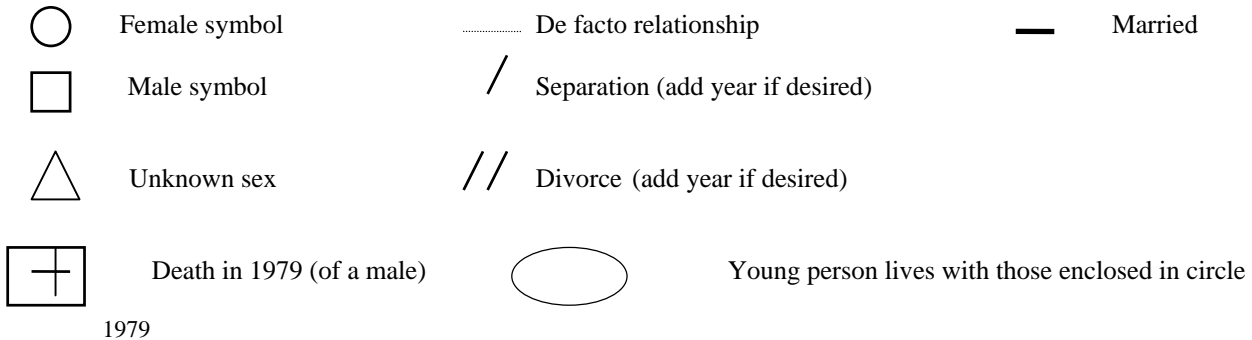 Female symbol De facto relationship Married
Male symbol Separation (add year if desired)
Unknown sex Divorce (add year if desired)
Death in 1979 (of a male) Young person lives with those enclosed in circle
1979